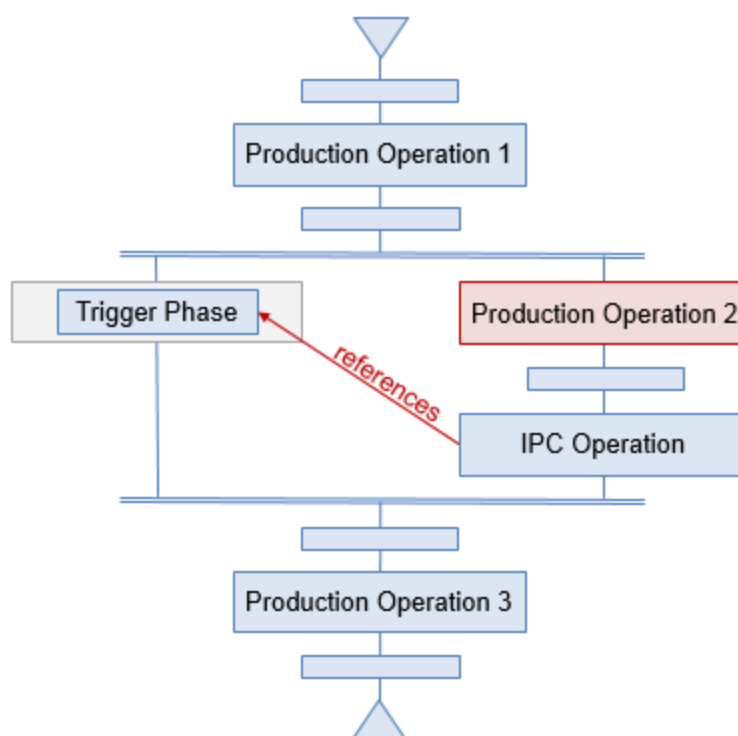 Production Operation 1
Trigger Phase
Production Operation 2
references
IPC Operation
Production Operation 3